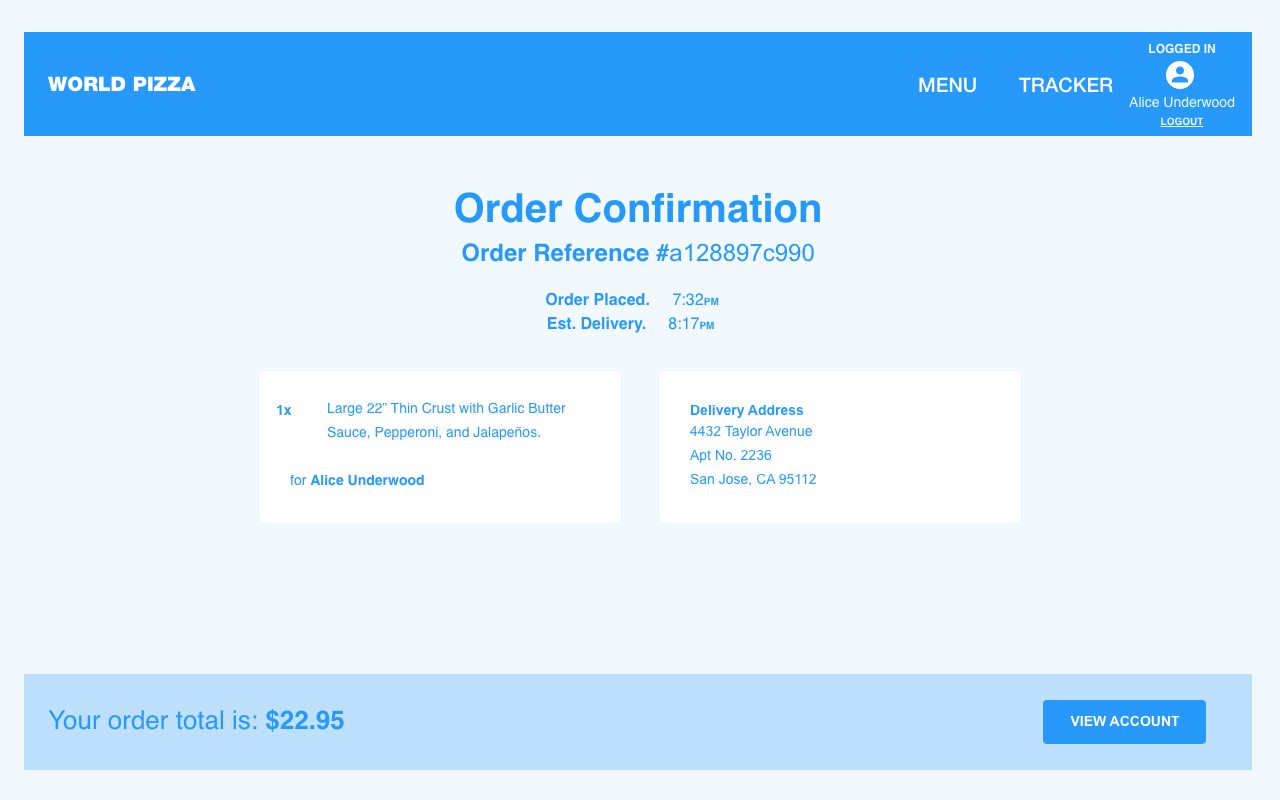 WORLD PIZZA
MENU
TRACKER
LOGGED IN
Alice Underwood
LOGOUT
Order Confirmation
Order Reference #a128897c990
Order Placed. 7:32PM
Est. Delivery. 8:17PM
1x Large 22” Thin Crust with Garlic Butter
Sauce, Pepperoni, and Jalapeños.
for Alice Underwood
Delivery Address
4432 Taylor Avenue
Apt No. 2236
San Jose, CA 95112
Your order total is: $22.95
VIEW ACCOUNT